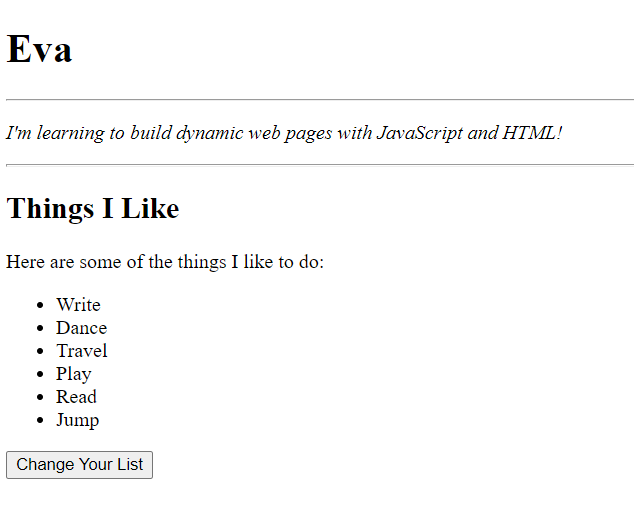 Eva
I'm learning to build dynamic web pages with JavaScript and HTML!
Things I Like
Here are some of the things I like to do:
Write
Dance
Travel
Play
Read
Jump
Change Your List